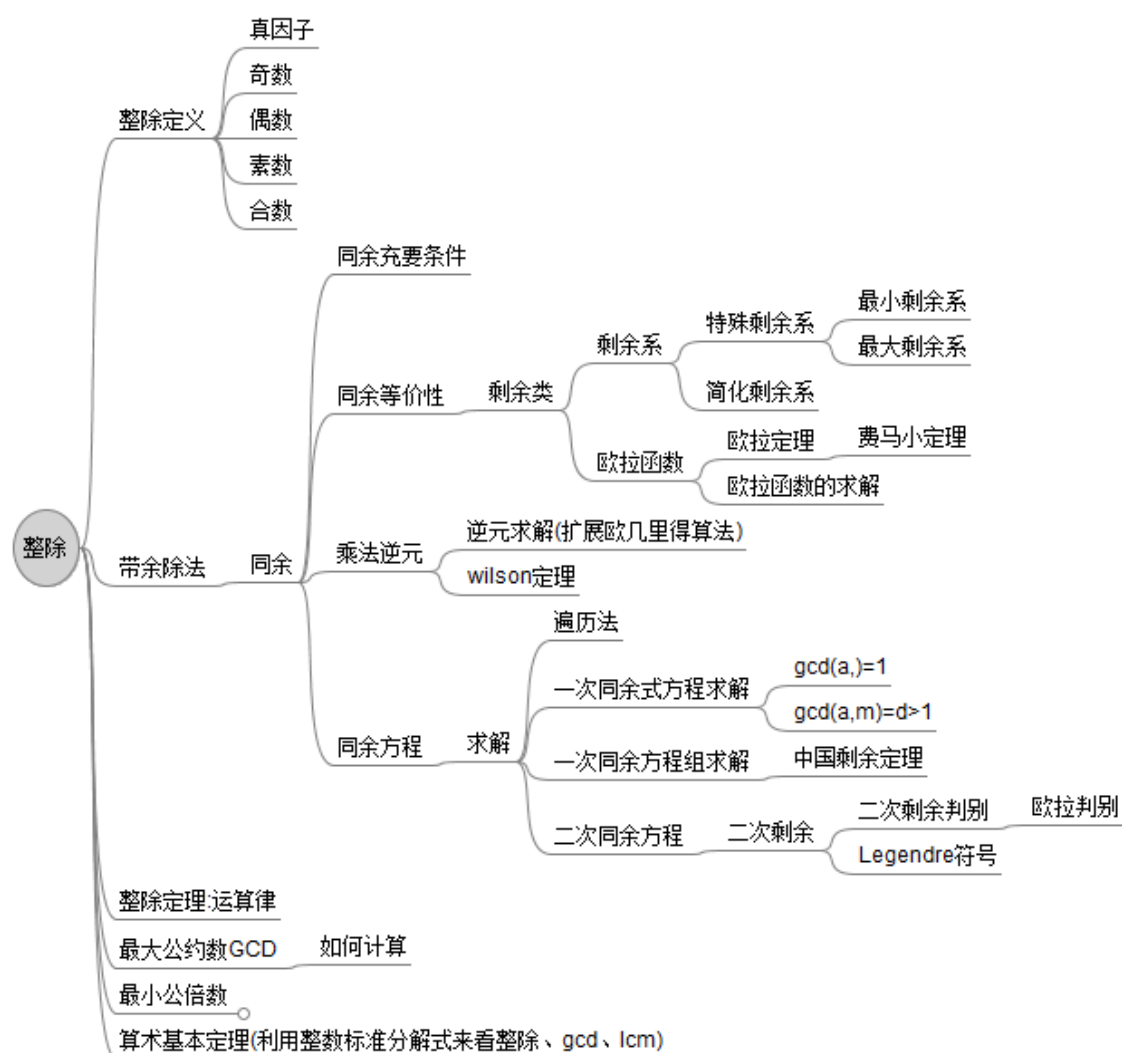 真因子
奇数
整除定义
偶数
素数
合数
同余充要条件
最小剩余系
特殊剩余系
最大剩余系
剩余系
同余等价性
剩余类
简化剩余系
欧拉定理
费马小定理
欧拉函数
欧拉函数的求解
整除
带余除法
同余
乘法逆元
逆元求解(扩展欧几里得算法)
wilson定理
遍历法
一次同余式方程求解
gcd(a,)=1
gcd(a,m)=d>1
同余方程
求解
一次同余方程组求解
中国剩余定理
二次同余方程
二次剩余
二次剩余判别
欧拉判别
Legendre符号
整除定理:运算律
最大公约数GCD
如何计算
最小公倍数
算术基本定理(利用整数标准分解式来看整除、gcd、lcm)